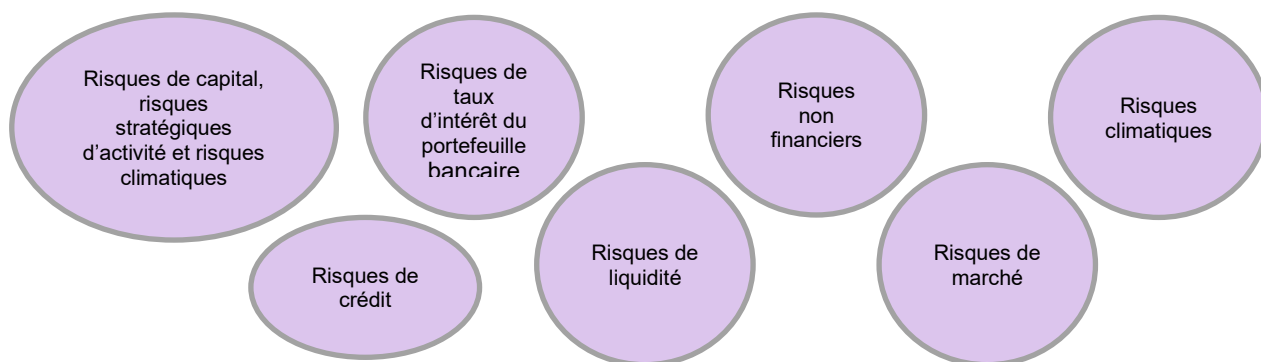 Risques de capital,
risques
stratégiques
d’activité et risques
climatiques
Risques de
taux
d’intérêt du
portefeuille
bancaire
Risques
non
financiers
Risques
climatiques
Risques de
crédit
Risques de
liquidité
Risques de
marché